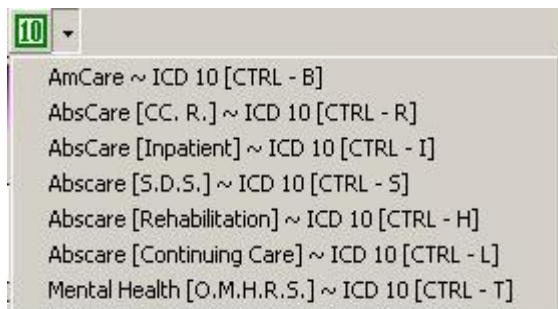 10
AmCare ~ ICD 10 [CTRL - B]
AbsCare [CC. R.] ~ ICD 10 [CTRL - R]
AbsCare [Inpatient] ~ ICD 10 [CTRL - I]
Abscare [S.D.S.] ~ ICD 10 [CTRL - S]
Abscare [Rehabilitation] ~ ICD 10 [CTRL - H]
Abscare [Continuing Care] ~ ICD 10 [CTRL - L]
Mental Health [O.M.H.R.S.] ~ ICD 10 [CTRL - T]